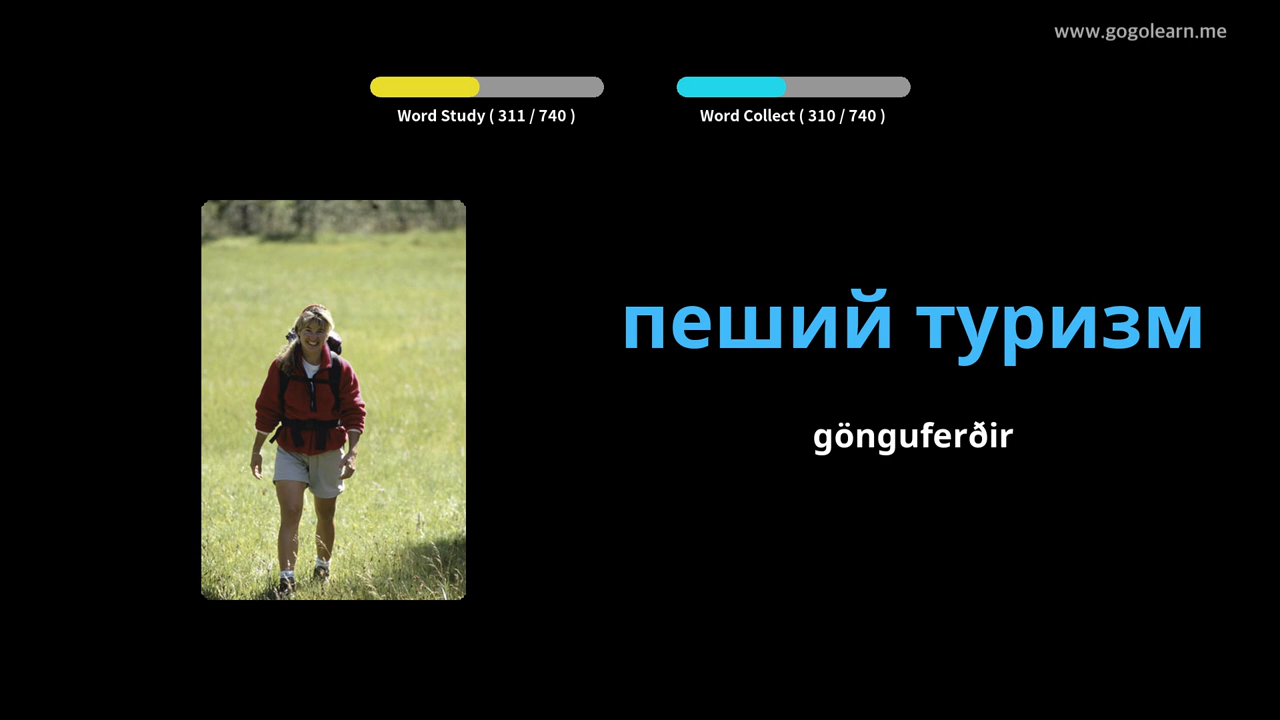 www.gogolearn.me
Word Study ( 311 / 740 )
Word Collect ( 310 / 740 )
пеший туризм
gönguferðir